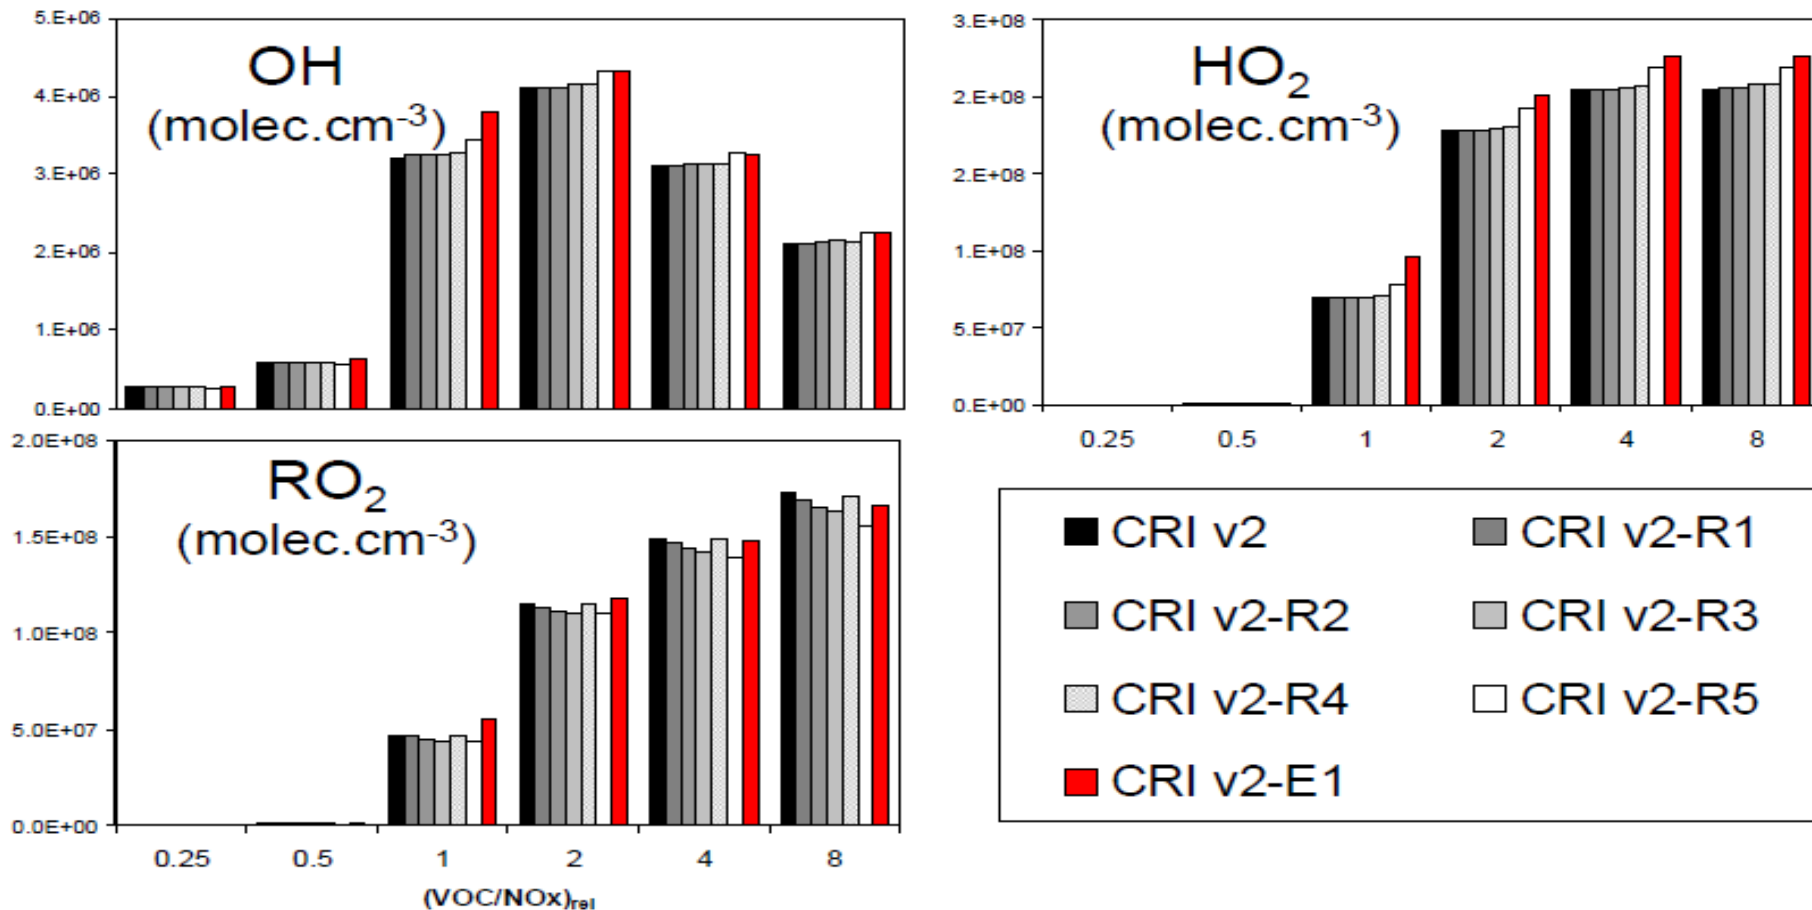 5.E+06
4.E+06
3.E+06
2.E+06
1.E+06
0.E+00
OH
(molec.cm-3)
3.E+08
2.E+08
2.E+08
1.E+08
5.E+07
0.E+00
HO2
(molec.cm-3)
0.25 0.5 1 2 4 8
2.0E+08
1.5E+08
1.0E+08
5.0E+07
0.0E+00
RO2
(molec.cm-3)
0.25 0.5 1 2 4 8
(VOC/NOx)rel
CRI v2 CRI v2-R1
CRI v2-R2 CRI v2-R3
CRI v2-R4 CRI v2-R5
CRI v2-E1